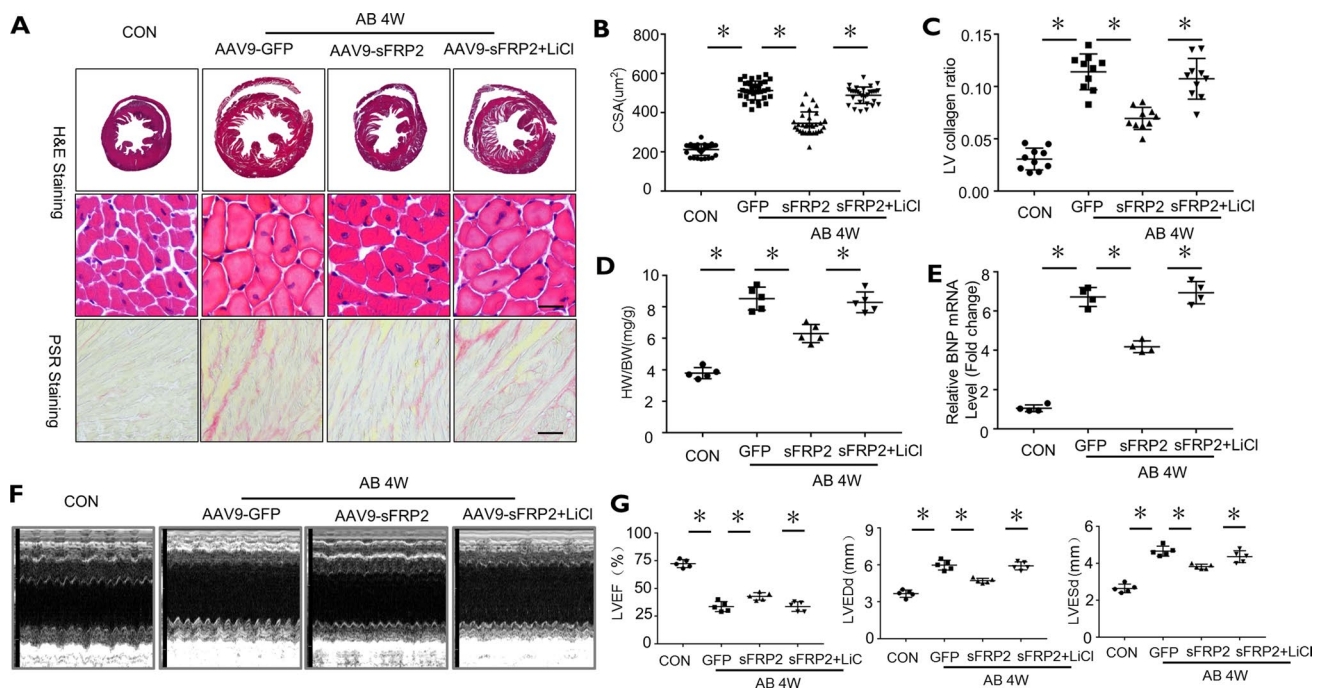 A
AB 4W
CON
AAV9-GFP
AAV9-sFRP2
AAV9-sFRP2+LiCl
H&E Staining
PSR Staining
B
* * *
CSA(um²)
800
600
400
200
0
CON
GFP
sFRP2
sFRP2+LiCl
AB 4W
C
* * *
LV collagen ratio
0.15
0.10
0.05
0.00
CON
GFP
sFRP2
sFRP2+LiCl
AB 4W
D
* * *
HW/BW(mg/g)
10
8
6
4
2
0
CON
GFP
sFRP2
sFRP2+LiCl
AB 4W
E
* * *
Relative BNP mRNA
Level (Fold change)
8
6
4
2
0
CON
GFP
sFRP2
sFRP2+LiCl
AB 4W
F
AB 4W
CON
AAV9-GFP
AAV9-sFRP2
AAV9-sFRP2+LiCl
G
* * *
LVEF (%)
100
75
50
25
0
CON
GFP
sFRP2
sFRP2+LiC
AB 4W
* * *
LVEDd (mm)
8
6
4
2
0
CON
GFP
sFRP2
sFRP2+LiCl
AB 4W
* * *
LVESd (mm)
6
4
2
0
CON
GFP
sFRP2
sFRP2+LiCl
AB 4W